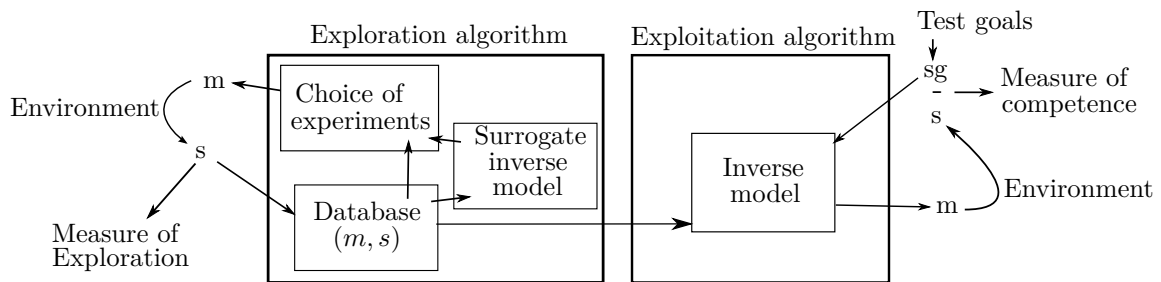 Exploration algorithm
m
Environment
s
Measure of
Exploration
Choice of
experiments
Surrogate
inverse
model
Database
(m, s)
Exploitation algorithm
Inverse
model
Test goals
sg
-
s
Measure of
competence
Environment
m